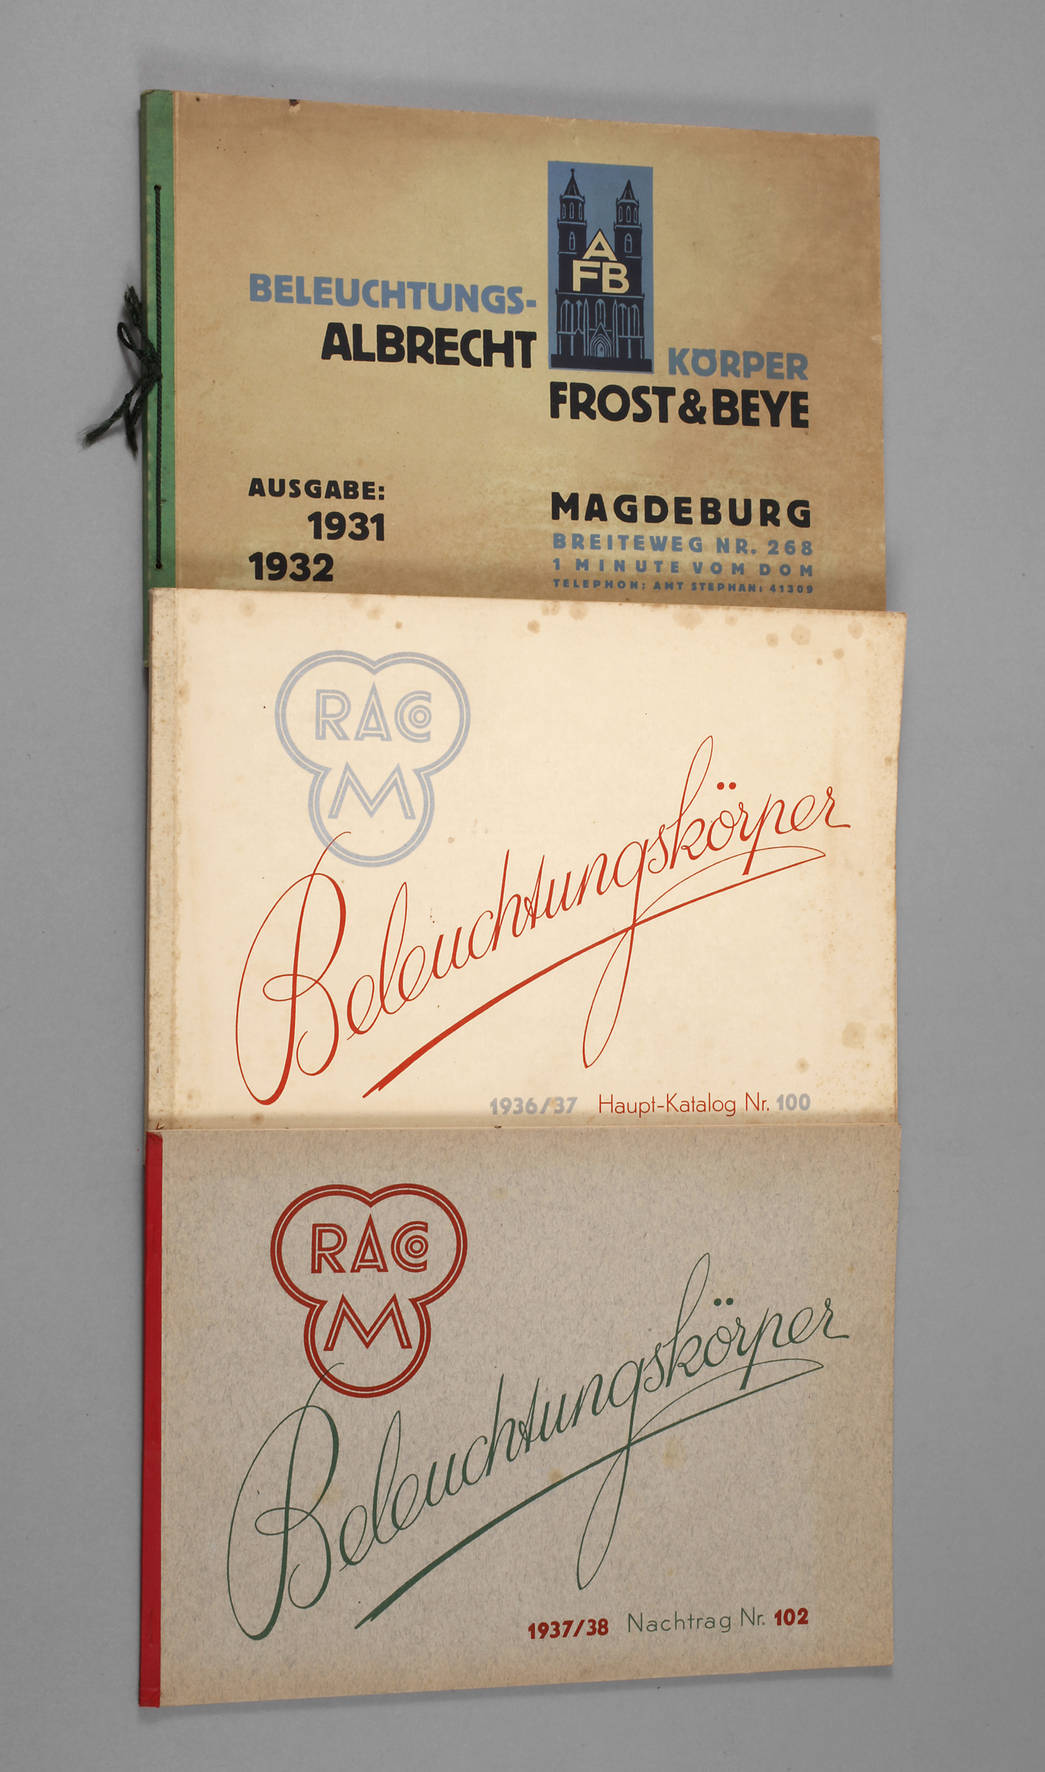 A
FB
BELEUCHTUNGS-
KÖRPER
ALBRECHT
FROST & BEYE
AUSGABE:
1931
1932
MAGDEBURG
BREITEWEG NR. 268
1 MINUTE VOM DOM
TELEPHON: AMT STEPHAN: 41309
RACo
M
Beleuchtungskörper
1936/37 Haupt-Katalog Nr. 100
RACo
M
Beleuchtungskörper
1937/38 Nachtrag Nr. 102